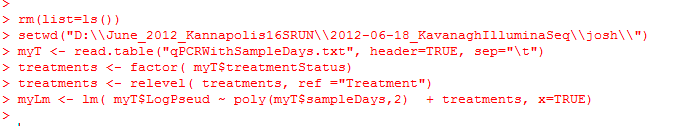 >
> rm(list=ls())
> setwd("D:\\June_2012_Kannapolis16SRUN\\2012-06-18_KavanaghIlluminaSeq\\josh\\")
> myT <- read.table("qPCRWithSampleDays.txt", header=TRUE, sep="\t")
> treatments <- factor( myT$treatmentStatus)
> treatments <- relevel( treatments, ref ="Treatment")
> myLm <- lm( myT$LogPseud ~ poly(myT$sampleDays,2)  + treatments, x=TRUE)
>